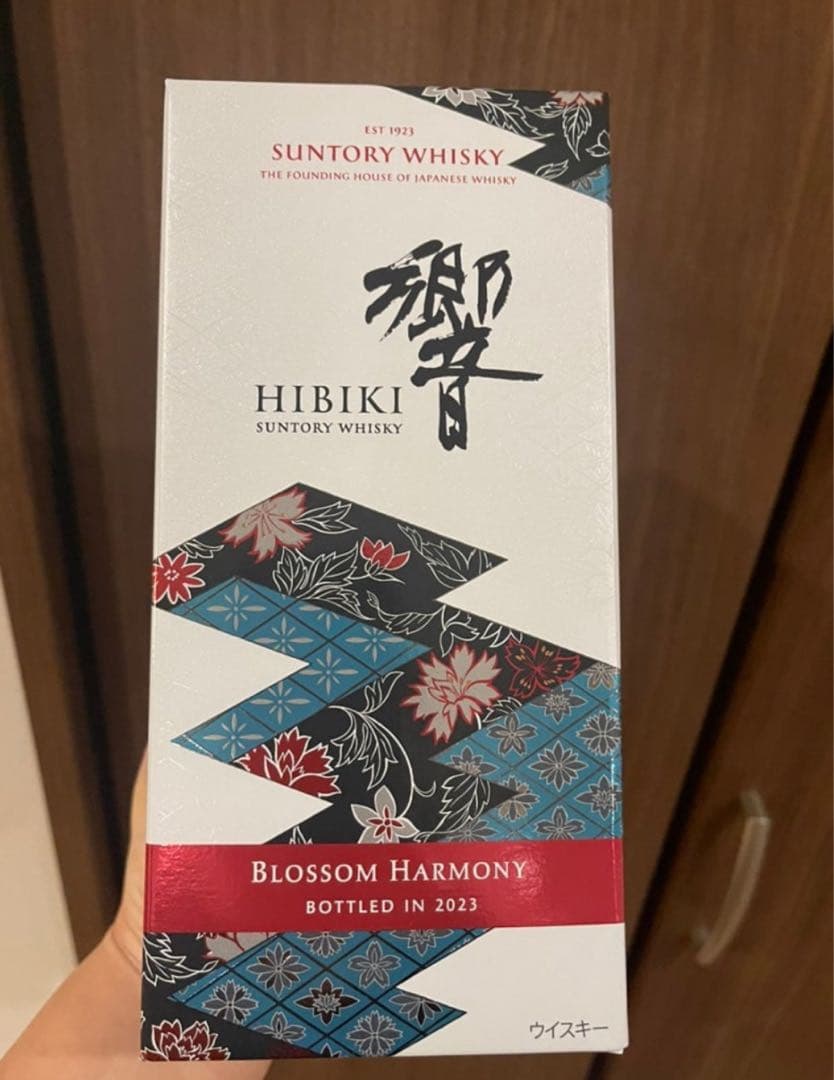 EST 1923
SUNTORY WHISKY
THE FOUNDING HOUSE OF JAPANESE WHISKY
響
HIBIKI
SUNTORY WHISKY
BLOSSOM HARMONY
BOTTLED IN 2023
ウイスキー